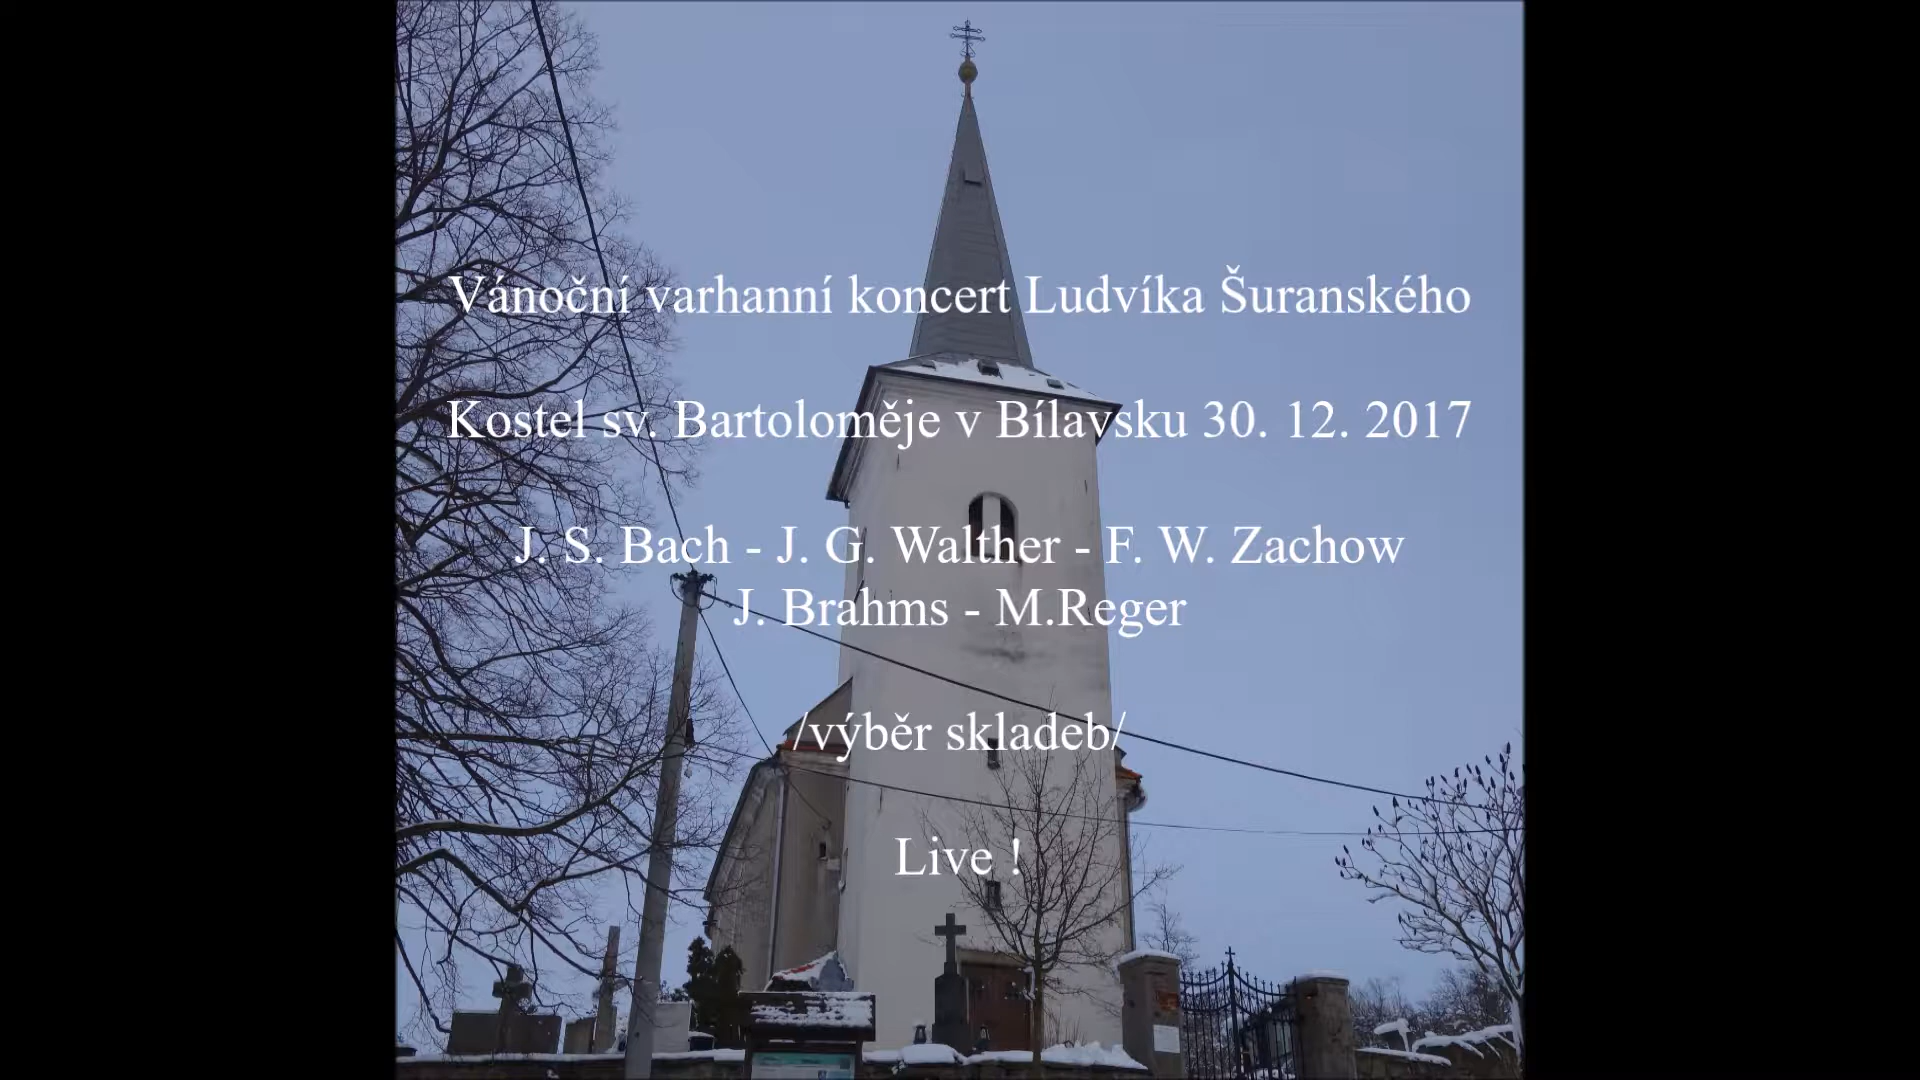 Vánoční varhanní koncert Ludvíka Šuranského
Kostel sv. Bartoloměje v Bílavsku 30. 12. 2017
J. S. Bach - J. G. Walther - F. W. Zachow
J. Brahms - M.Reger
/výběr skladeb/
Live !